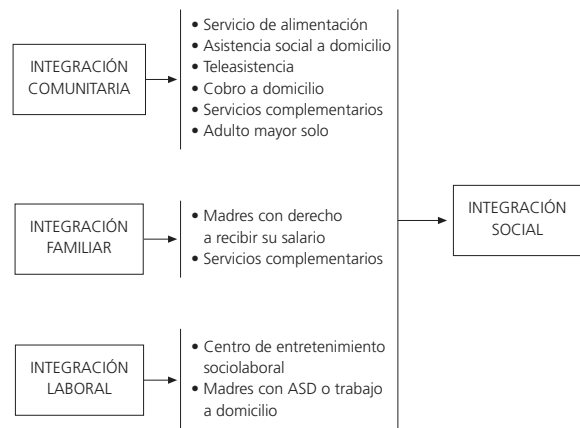 INTEGRACIÓN
COMUNITARIA
• Servicio de alimentación
• Asistencia social a domicilio
• Teleasistencia
• Cobro a domicilio
• Servicios complementarios
• Adulto mayor solo
INTEGRACIÓN
FAMILIAR
• Madres con derecho
a recibir su salario
• Servicios complementarios
INTEGRACIÓN
LABORAL
• Centro de entretenimiento
sociolaboral
• Madres con ASD o trabajo
a domicilio
INTEGRACIÓN
SOCIAL